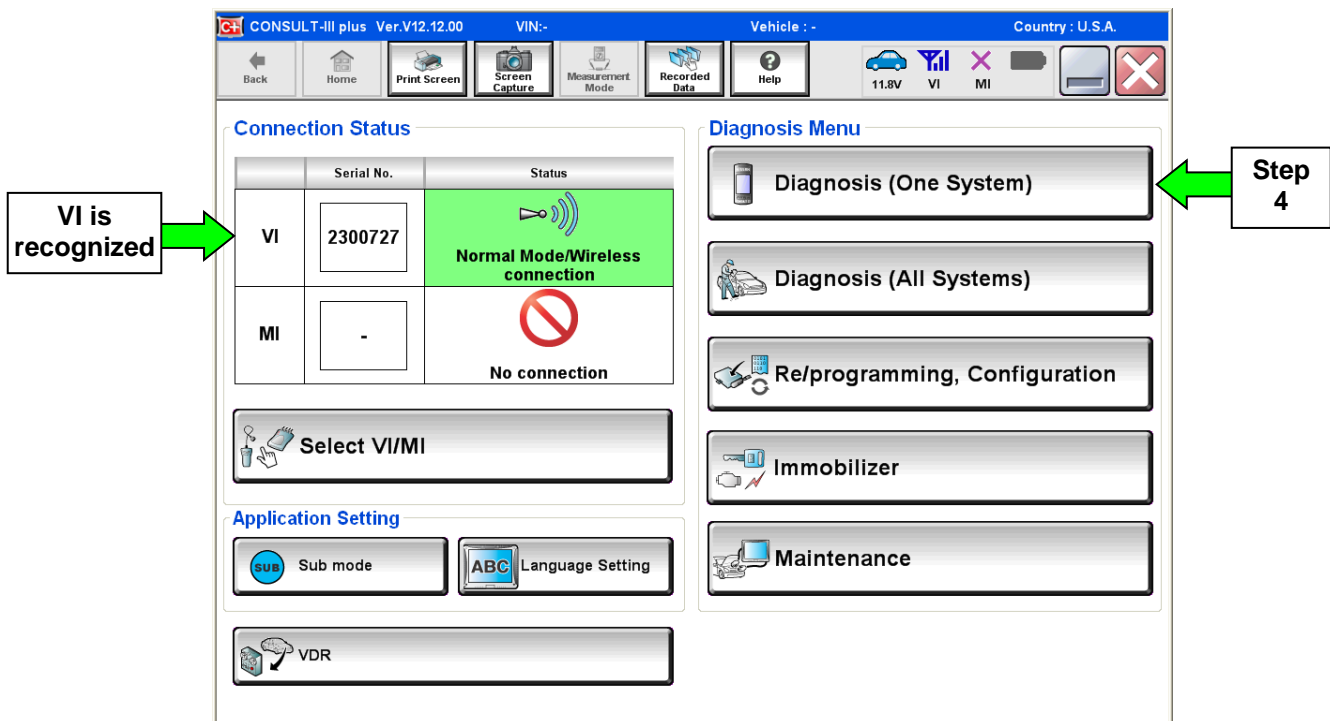 C+ CONSULT-III plus Ver.V12.12.00 VIN:- Vehicle : - Country : U.S.A.
Back
Home
Print Screen
Screen
Capture
Measurement
Mode
Recorded
Data
? Help
11.8V
VI
MI
Connection Status
Serial No.
Status
VI is
recognized
VI
2300727
Normal Mode/Wireless
connection
MI
-
No connection
Select VI/MI
Application Setting
SUB Sub mode
ABC Language Setting
VDR
Diagnosis Menu
Diagnosis (One System)
Step
4
Diagnosis (All Systems)
Re/programming, Configuration
Immobilizer
Maintenance